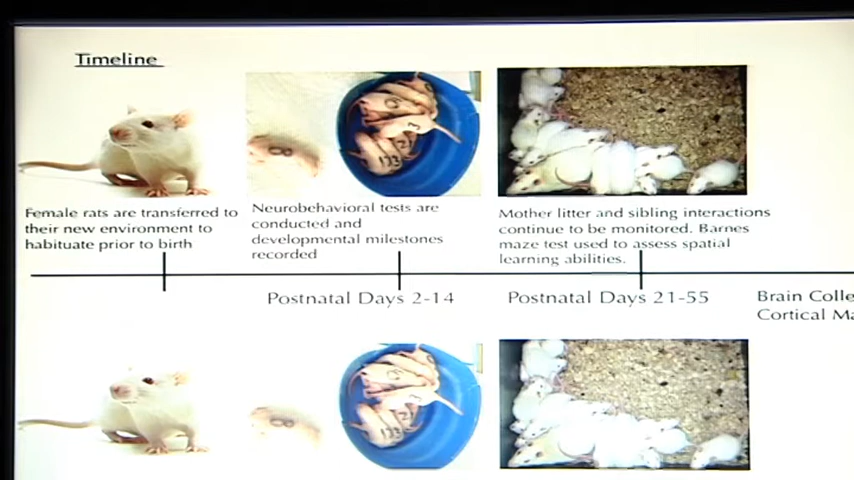 Timeline
Female rats are transferred to
their new environment to
habituate prior to birth
Neurobehavioral tests are
conducted and
developmental milestones
recorded
Mother litter and sibling interactions
continue to be monitored. Barnes
maze test used to assess spatial
learning abilities.
Postnatal Days 2-14
Postnatal Days 21-55
Brain Colle
Cortical Ma